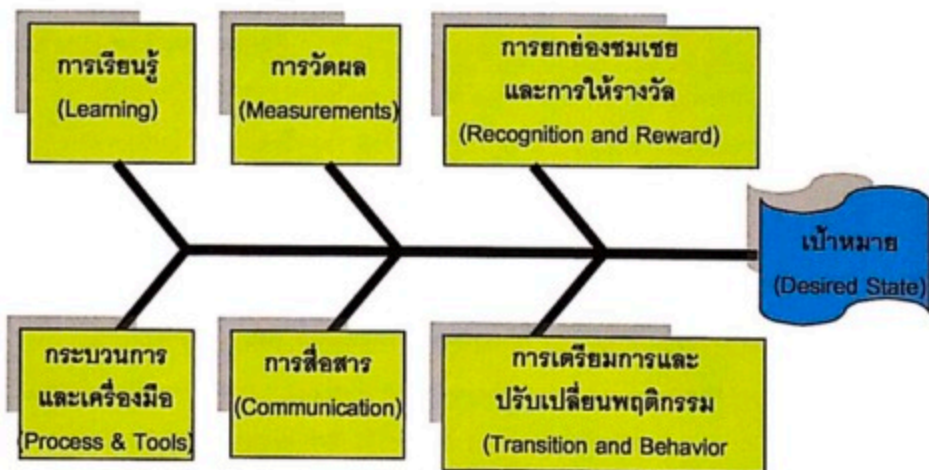 การเรียนรู้
(Learning)
การวัดผล
(Measurements)
การยกย่องชมเชย
และการให้รางวัล
(Recognition and Reward)
เป้าหมาย
(Desired State)
กระบวนการ
และเครื่องมือ
(Process & Tools)
การสื่อสาร
(Communication)
การเตรียมการและ
ปรับเปลี่ยนพฤติกรรม
(Transition and Behavior